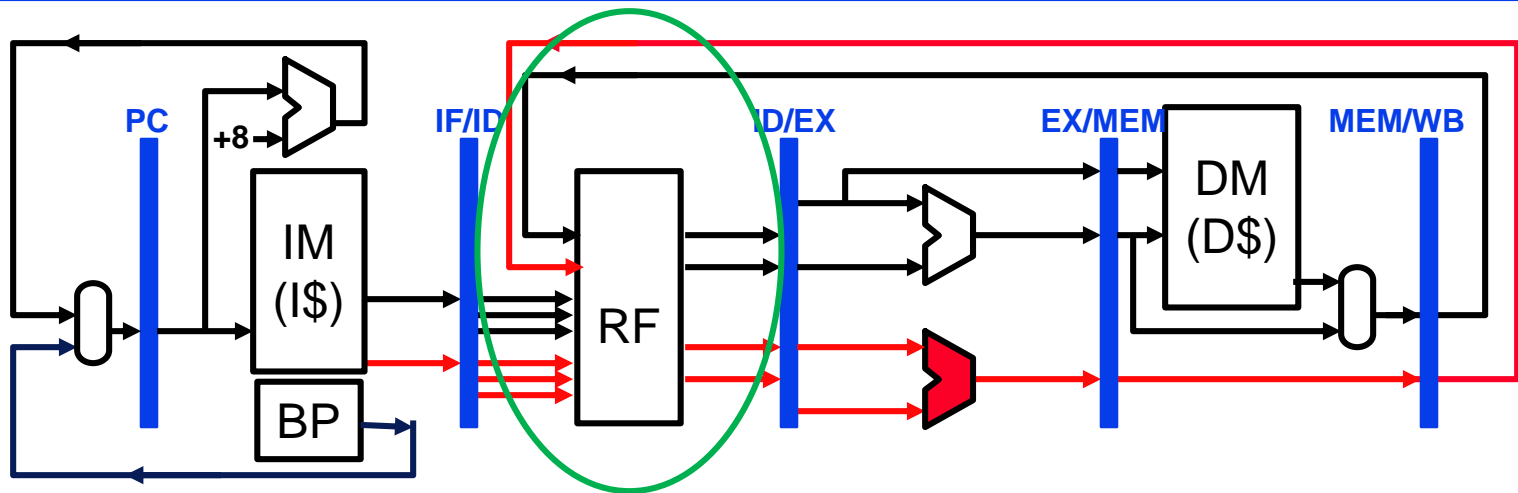 PC
IF/ID
ID/EX
EX/MEM
MEM/WB
+8
IM
(I$)
BP
RF
DM
(D$)